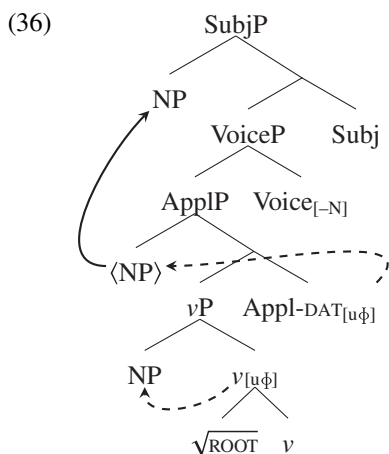 (36)
SubjP
NP
VoiceP Subj
ApplP Voice[–N]
⟨NP⟩
vP Appl-DAT[uϕ]
NP v[uϕ]
√ROOT v